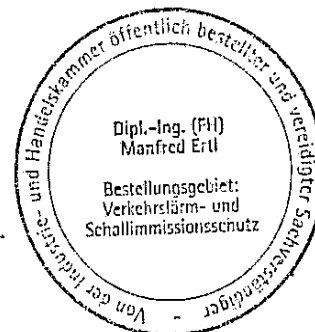 Von der Industrie- und Handelskammer öffentlich bestellter und vereidigter Sachverständiger -
Dipl.-Ing. (FH)
Manfred Ertl
Bestellungsgebiet:
Verkehrslärm- und
Schallimmissionsschutz